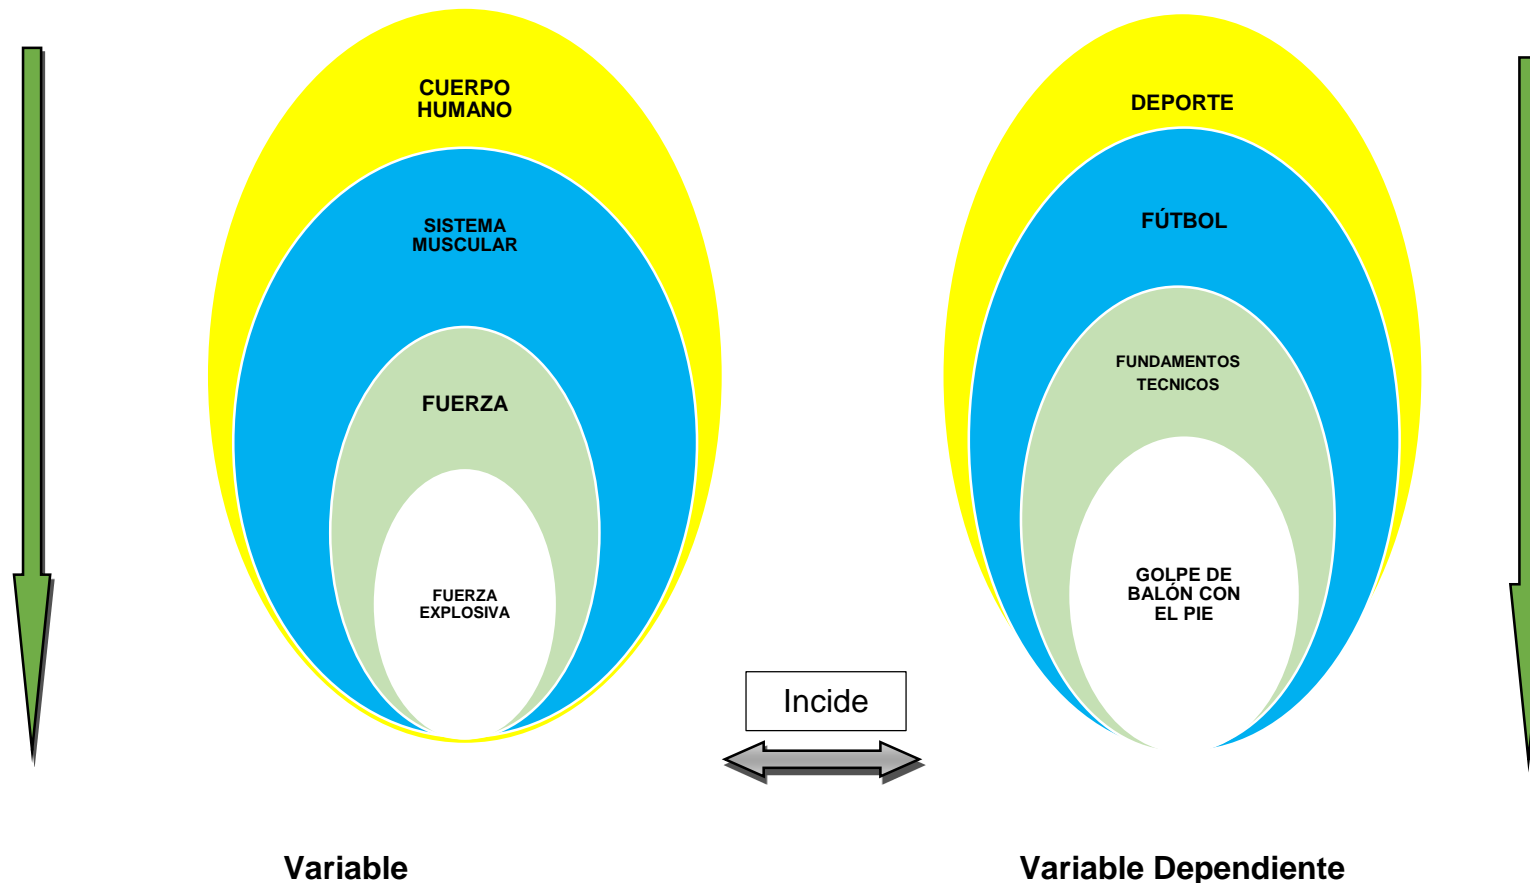 CUERPO
HUMANO
SISTEMA
MUSCULAR
FUERZA
FUERZA
EXPLOSIVA
DEPORTE
FÚTBOL
FUNDAMENTOS
TECNICOS
GOLPE DE
BALÓN CON
EL PIE
Incide
Variable
Variable Dependiente